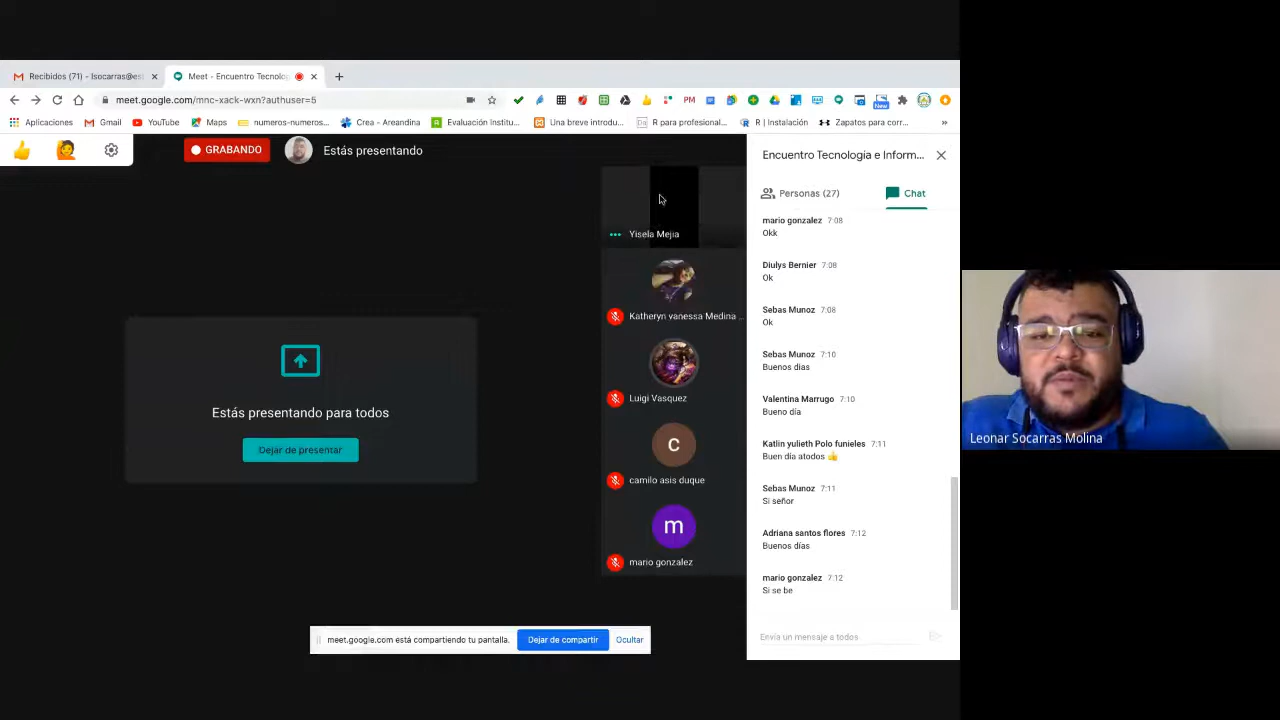 Recibidos (71) - lsocarras@es
Meet - Encuentro Tecnolo
meet.google.com/mnc-xack-wxn?authuser=5
PM
New
Aplicaciones
Gmail
YouTube
Maps
numeros-numeros...
Crea - Areandina
Evaluación Institu...
Una breve introdu...
R para profesional...
R | Instalación
Zapatos para corr...
»
GRABANDO
Estás presentando
Encuentro Tecnología e Inform...
Personas (27)
Chat
Yisela Mejia
Katheryn vanessa Medina ...
Luigi Vasquez
c
camilo asis duque
m
mario gonzalez
Estás presentando para todos
Dejar de presentar
mario gonzalez 7:08
Okk
Diulys Bernier 7:08
Ok
Sebas Munoz 7:08
Ok
Sebas Munoz 7:10
Buenos dias
Valentina Marrugo 7:10
Bueno día
Katlin yulieth Polo funieles 7:11
Buen día atodos 👍
Sebas Munoz 7:11
Si señor
Adriana santos flores 7:12
Buenos días
mario gonzalez 7:12
Si se be
Envía un mensaje a todos
meet.google.com está compartiendo tu pantalla.
Dejar de compartir
Ocultar
Leonar Socarras Molina